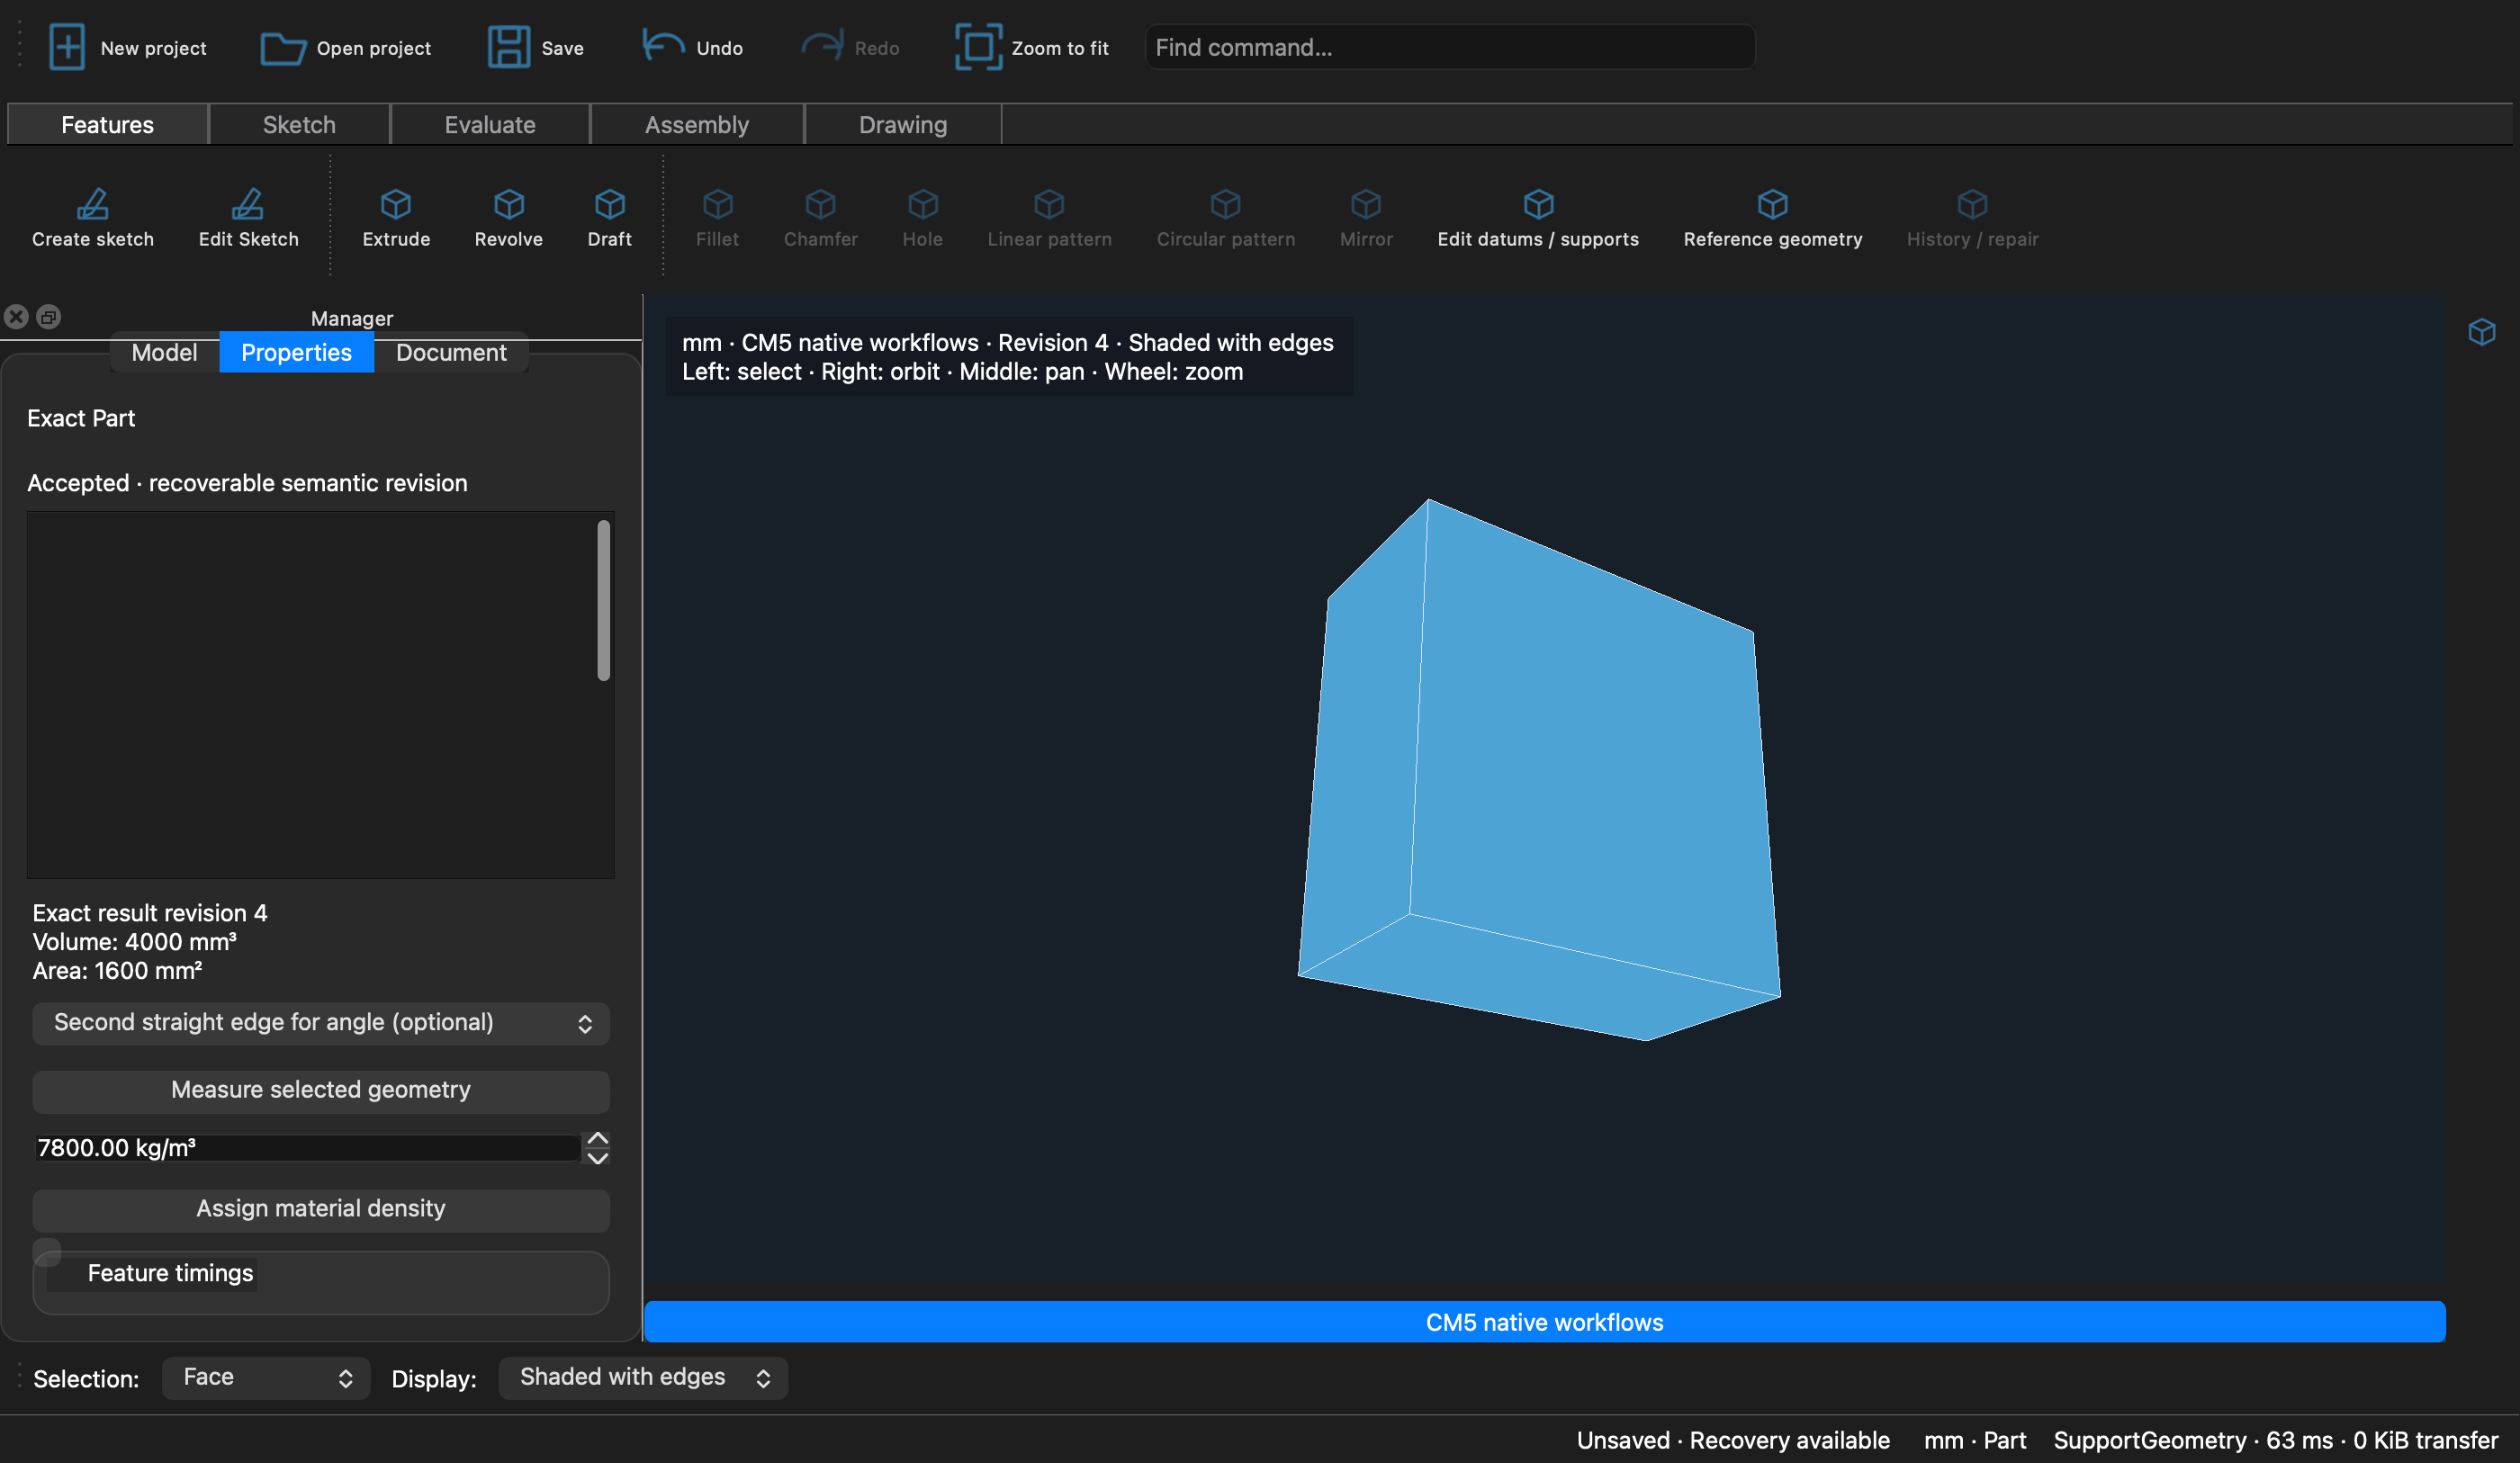 New project
Open project
Save
Undo
Redo
Zoom to fit
Find command...
Features
Sketch
Evaluate
Assembly
Drawing
Create sketch
Edit Sketch
Extrude
Revolve
Draft
Fillet
Chamfer
Hole
Linear pattern
Circular pattern
Mirror
Edit datums / supports
Reference geometry
History / repair
Manager
Model
Properties
Document
Exact Part
Accepted · recoverable semantic revision
Exact result revision 4
Volume: 4000 mm³
Area: 1600 mm²
Second straight edge for angle (optional)
Measure selected geometry
7800.00 kg/m³
Assign material density
Feature timings
mm · CM5 native workflows · Revision 4 · Shaded with edges
Left: select · Right: orbit · Middle: pan · Wheel: zoom
CM5 native workflows
Selection:
Face
Display:
Shaded with edges
Unsaved · Recovery available
mm · Part
SupportGeometry · 63 ms · 0 KiB transfer